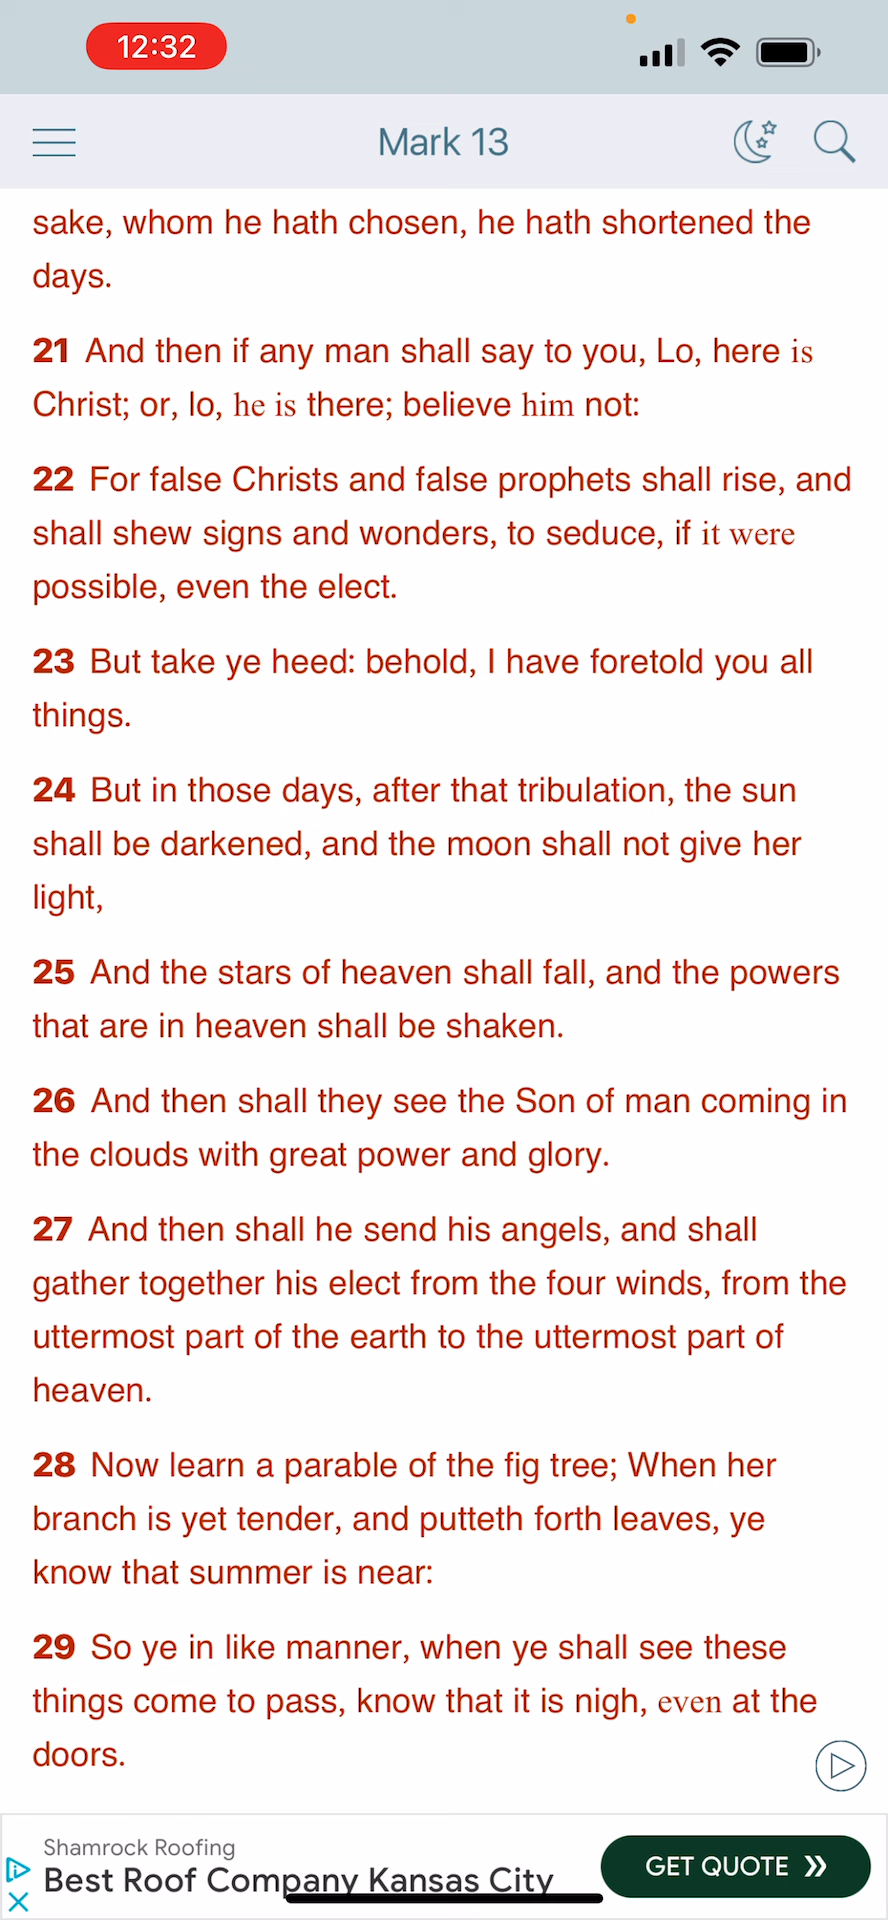 12:32
Mark 13
sake, whom he hath chosen, he hath shortened the
days.
21 And then if any man shall say to you, Lo, here is
Christ; or, lo, he is there; believe him not:
22 For false Christs and false prophets shall rise, and
shall shew signs and wonders, to seduce, if it were
possible, even the elect.
23 But take ye heed: behold, I have foretold you all
things.
24 But in those days, after that tribulation, the sun
shall be darkened, and the moon shall not give her
light,
25 And the stars of heaven shall fall, and the powers
that are in heaven shall be shaken.
26 And then shall they see the Son of man coming in
the clouds with great power and glory.
27 And then shall he send his angels, and shall
gather together his elect from the four winds, from the
uttermost part of the earth to the uttermost part of
heaven.
28 Now learn a parable of the fig tree; When her
branch is yet tender, and putteth forth leaves, ye
know that summer is near:
29 So ye in like manner, when ye shall see these
things come to pass, know that it is nigh, even at the
doors.
Shamrock Roofing
Best Roof Company Kansas City
GET QUOTE